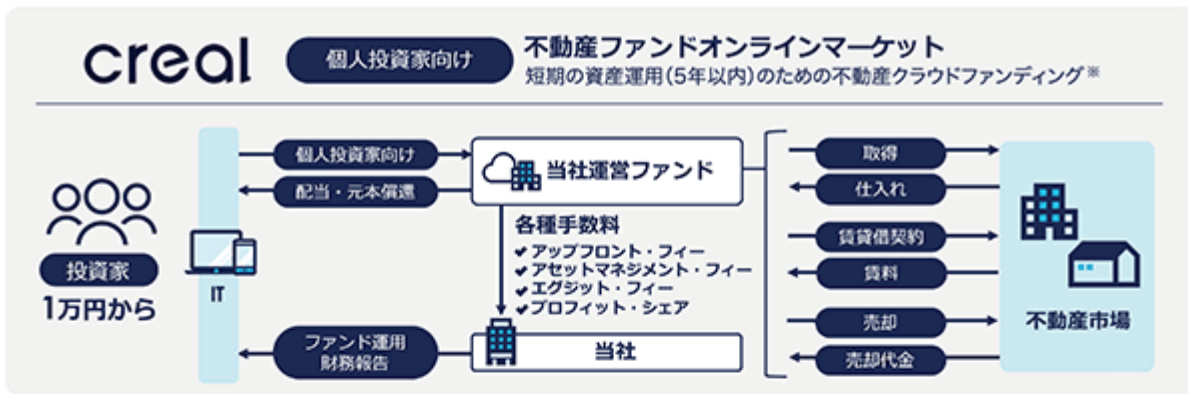 creal
個人投資家向け
不動産ファンドオンラインマーケット
短期の資産運用(5年以内)のための不動産クラウドファンディング※
投資家
1万円から
IT
個人投資家向け
配当・元本償還
ファンド運用
財務報告
当社運営ファンド
各種手数料
アップフロント・フィー
アセットマネジメント・フィー
エグジット・フィー
プロフィット・シェア
当社
取得
仕入れ
賃貸借契約
賃料
売却
売却代金
不動産市場